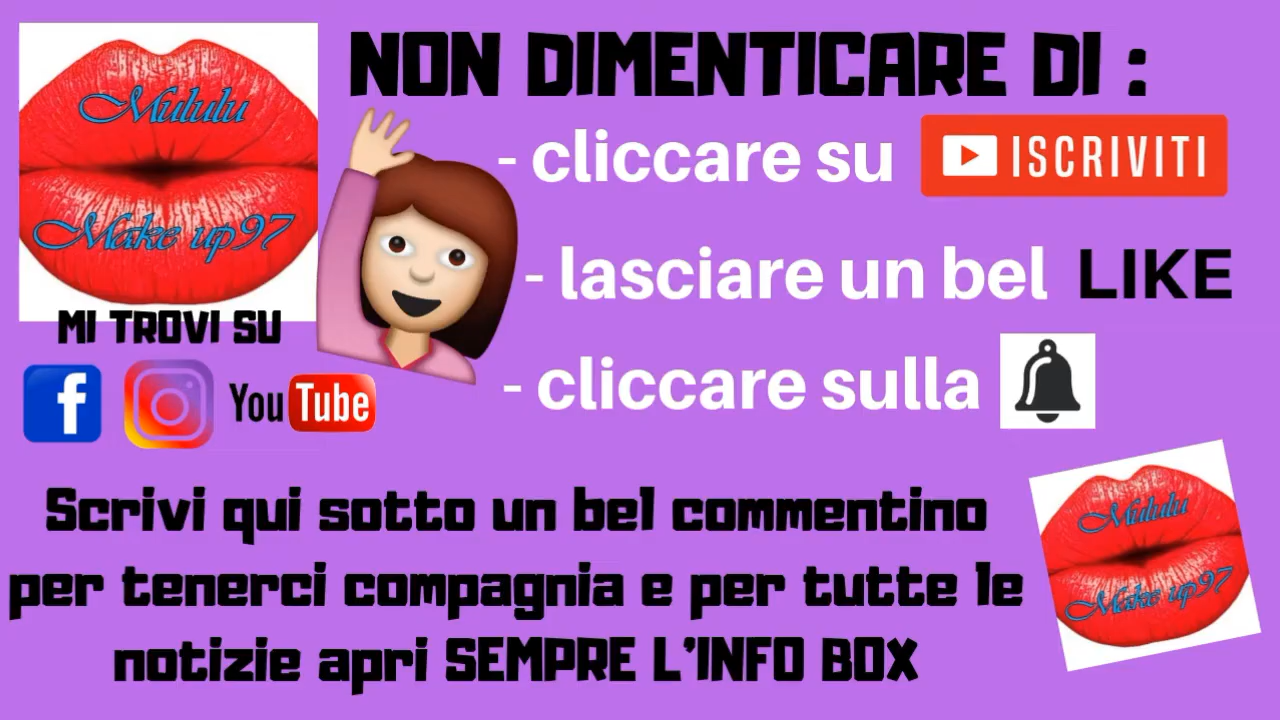 Mululu
Make up97
MI TROVI SU
You Tube
NON DIMENTICARE DI :
- cliccare su ISCRIVITI
- lasciare un bel LIKE
- cliccare sulla
Scrivi qui sotto un bel commentino
per tenerci compagnia e per tutte le
notizie apri SEMPRE L'INFO BOX
Mululu
Make up97